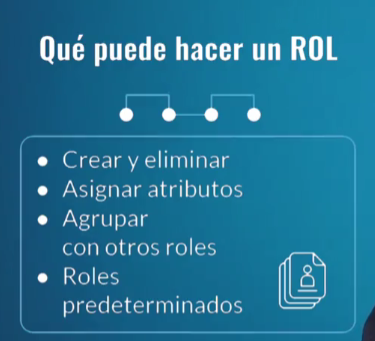 Qué puede hacer un ROL
● Crear y eliminar
● Asignar atributos
● Agrupar
con otros roles
● Roles
predeterminados